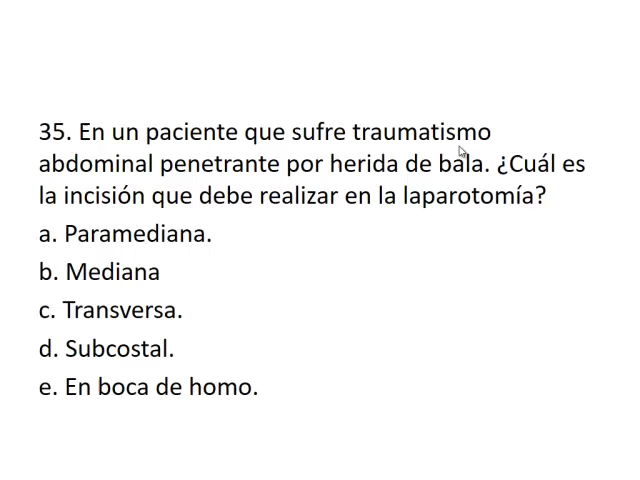 35. En un paciente que sufre traumatismo
abdominal penetrante por herida de bala. ¿Cuál es
la incisión que debe realizar en la laparotomía?
a. Paramediana.
b. Mediana
c. Transversa.
d. Subcostal.
e. En boca de homo.